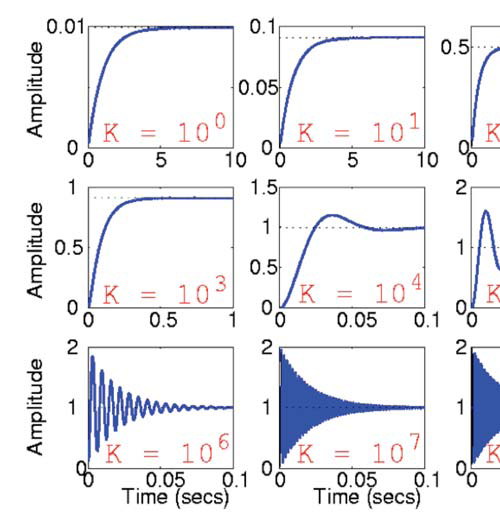 0.01
Amplitude
K = 10^0
0
0 5 10
0.1
0.05
K = 10^1
0
0 5 10
0.5
K
0
0
1
Amplitude
0.5
K = 10^3
0
0 1
1.5
1
0.5
K = 10^4
0
0 0.05 0.1
2
1
K
0
0
2
Amplitude
1
K = 10^6
0
0 0.05 0.1
Time (secs)
2
1
K = 10^7
0
0 0.05 0.1
Time (secs)
2
1
K
0
0